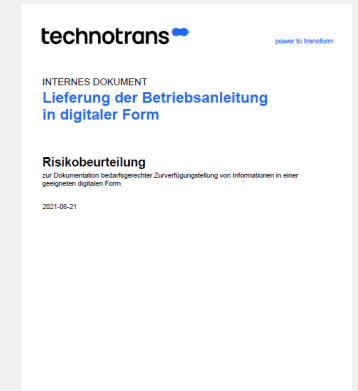 technotrans
power to transform
INTERNES DOKUMENT
Lieferung der Betriebsanleitung
in digitaler Form
Risikobeurteilung
zur Dokumentation bedarfsgerechter Zurverfügungstellung von Informationen in einer
geeigneten digitalen Form
2021-06-21